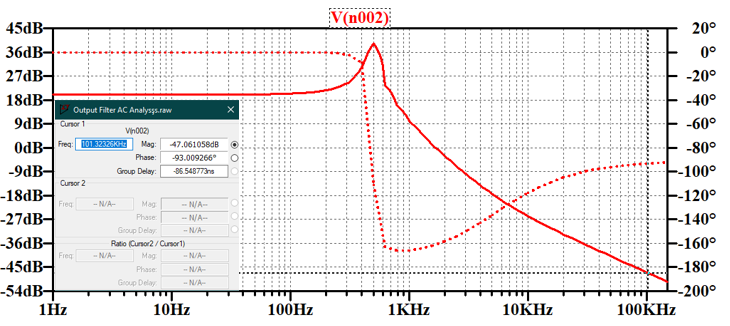 V(n002)
45dB
36dB
27dB
18dB
9dB
0dB
-9dB
-18dB
-27dB
-36dB
-45dB
-54dB
20°
0°
-20°
-40°
-60°
-80°
-100°
-120°
-140°
-160°
-180°
-200°
1Hz
10Hz
100Hz
1KHz
10KHz
100KHz
Output Filter AC Analysys.raw
Cursor 1
V(n002)
Freq: 101.32326KHz Mag: -47.061058dB
Phase: -93.009266°
Group Delay: -86.548773ns
Cursor 2
Freq: -- N/A-- Mag: -- N/A--
Phase: -- N/A--
Group Delay: -- N/A--
Ratio (Cursor2 / Cursor1)
Freq: -- N/A-- Mag: -- N/A--
Phase: -- N/A--
Group Delay: -- N/A--